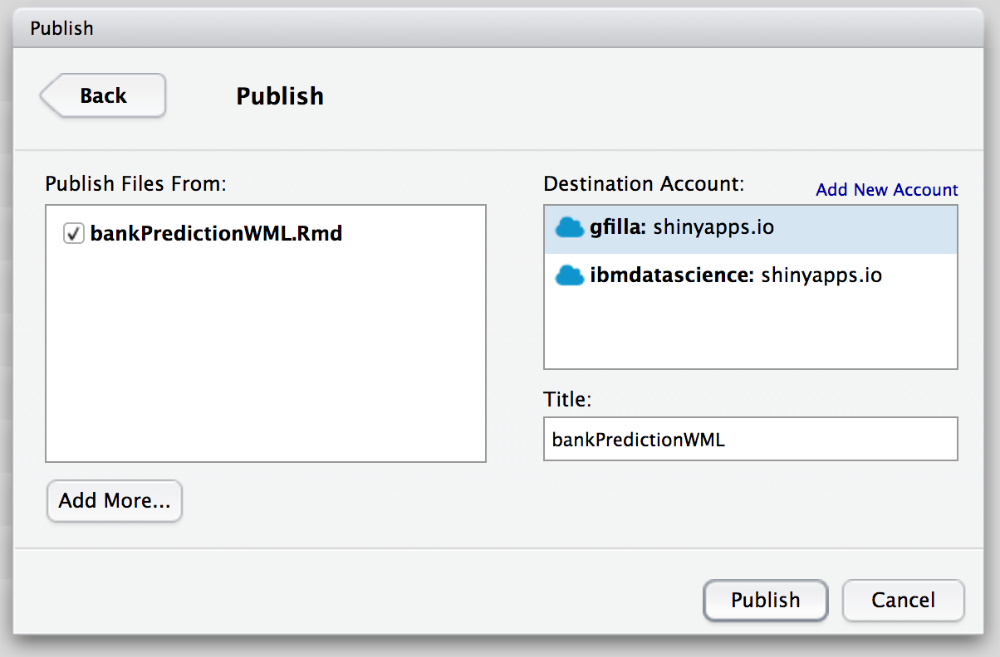 Publish
Back
Publish
Publish Files From:
bankPredictionWML.Rmd
Add More...
Destination Account:
Add New Account
gfilla: shinyapps.io
ibmdatascience: shinyapps.io
Title:
bankPredictionWML
Publish
Cancel